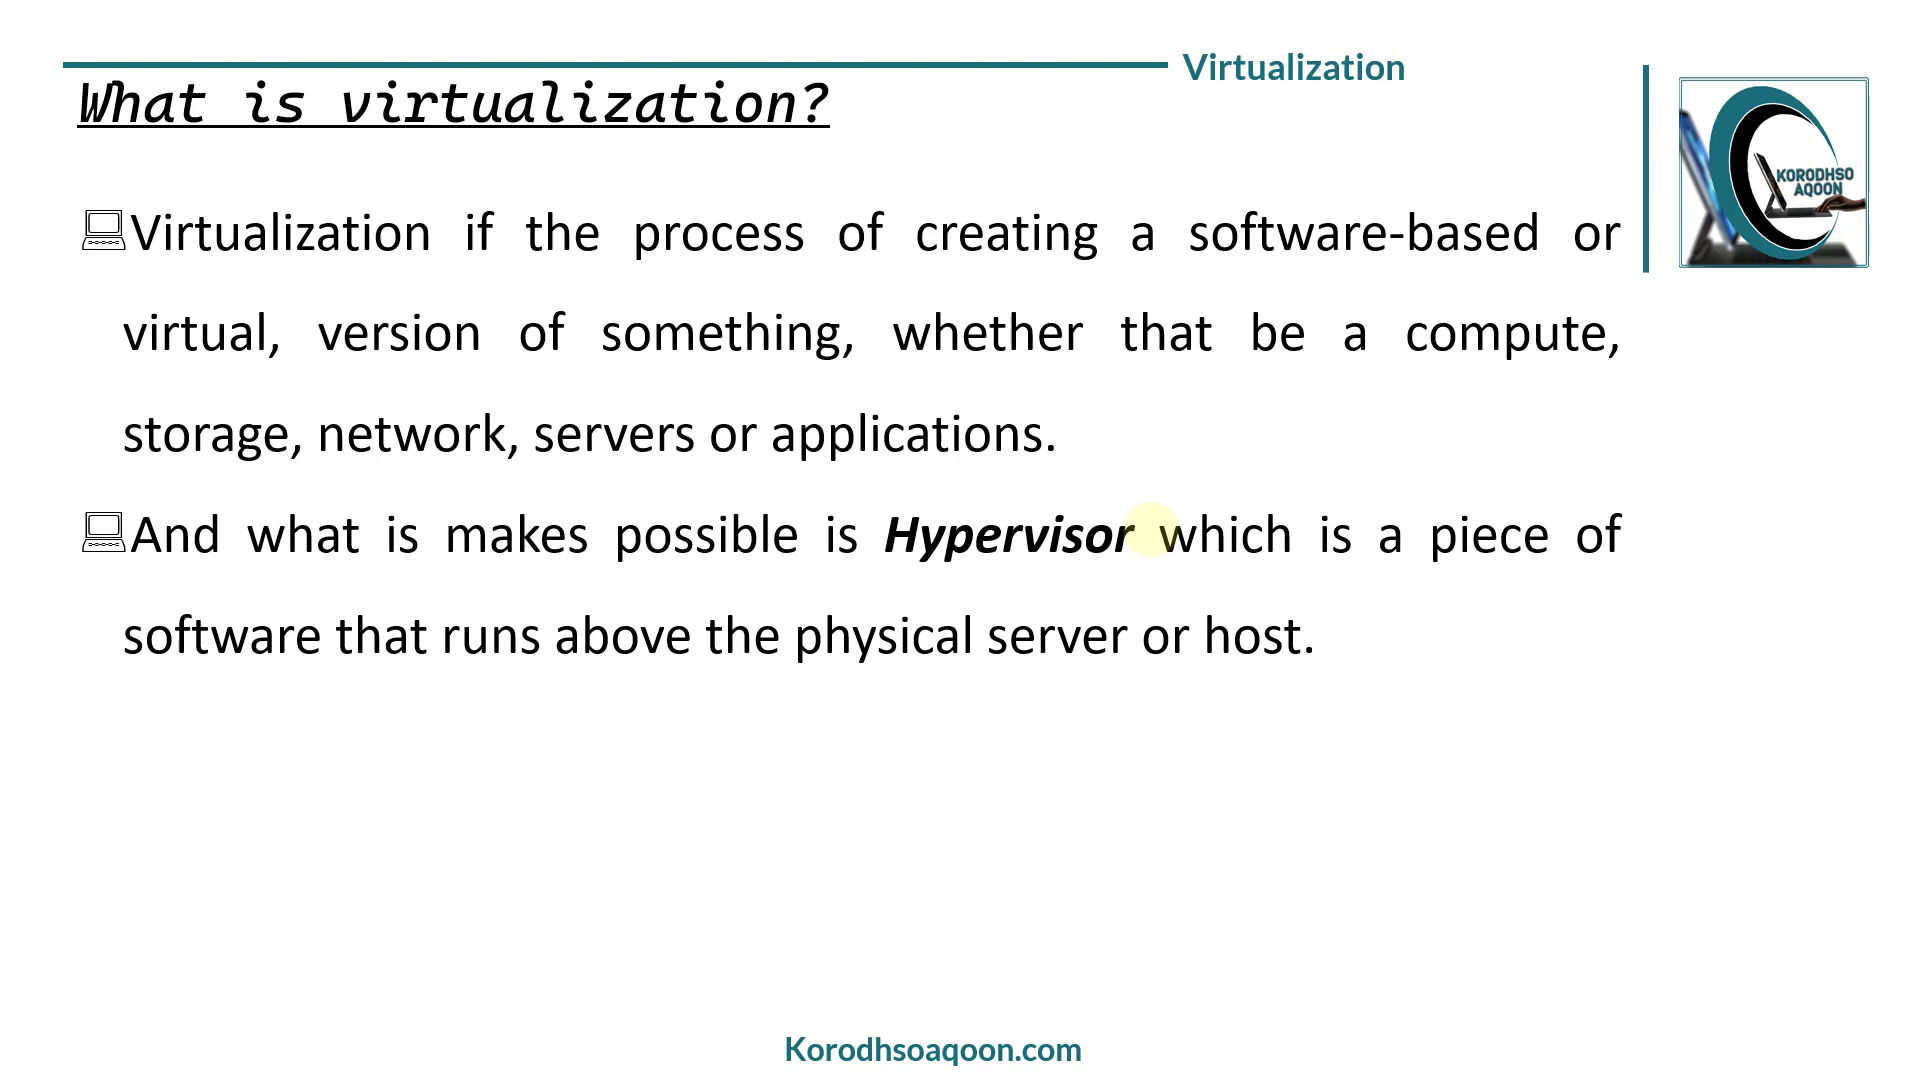 Virtualization
What is virtualization?
KORODHSO
AQOON
Virtualization if the process of creating a software-based or
virtual, version of something, whether that be a compute,
storage, network, servers or applications.
And what is makes possible is Hypervisor which is a piece of
software that runs above the physical server or host.
Korodhsoaqoon.com